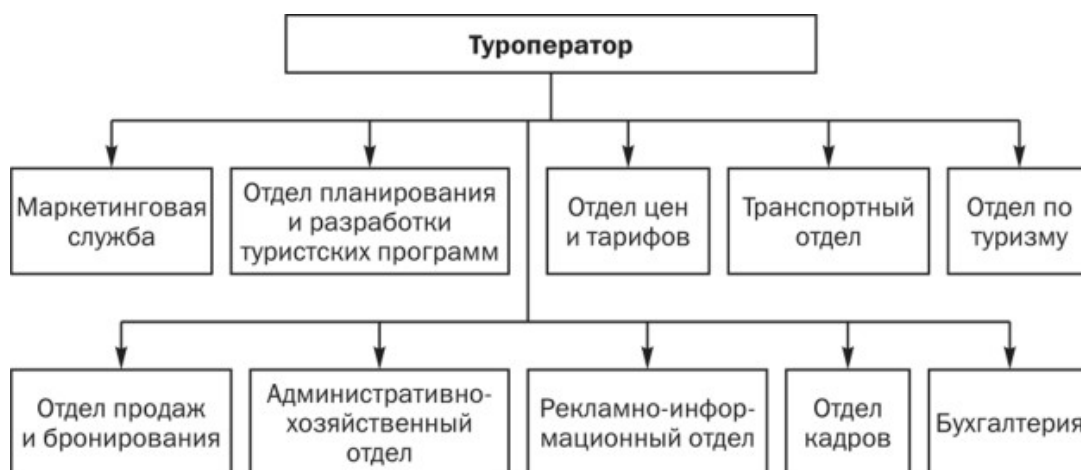 Туроператор
Маркетинговая
служба
Отдел планирования
и разработки
туристских программ
Отдел цен
и тарифов
Транспортный
отдел
Отдел по
туризму
Отдел продаж
и бронирования
Административно-
хозяйственный
отдел
Рекламно-инфор-
мационный отдел
Отдел
кадров
Бухгалтерия